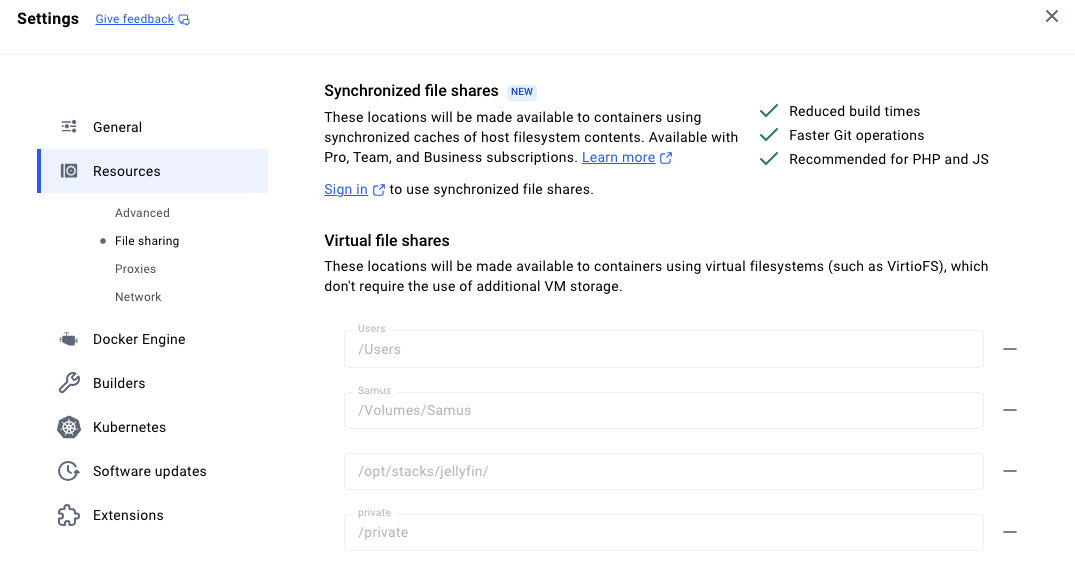 Settings Give feedback
General
Resources
Advanced
File sharing
Proxies
Network
Docker Engine
Builders
Kubernetes
Software updates
Extensions
Synchronized file shares NEW
These locations will be made available to containers using
synchronized caches of host filesystem contents. Available with
Pro, Team, and Business subscriptions. Learn more
Sign in to use synchronized file shares.
Reduced build times
Faster Git operations
Recommended for PHP and JS
Virtual file shares
These locations will be made available to containers using virtual filesystems (such as VirtioFS), which
don't require the use of additional VM storage.
Users
/Users
Samus
/Volumes/Samus
/opt/stacks/jellyfin/
private
/private